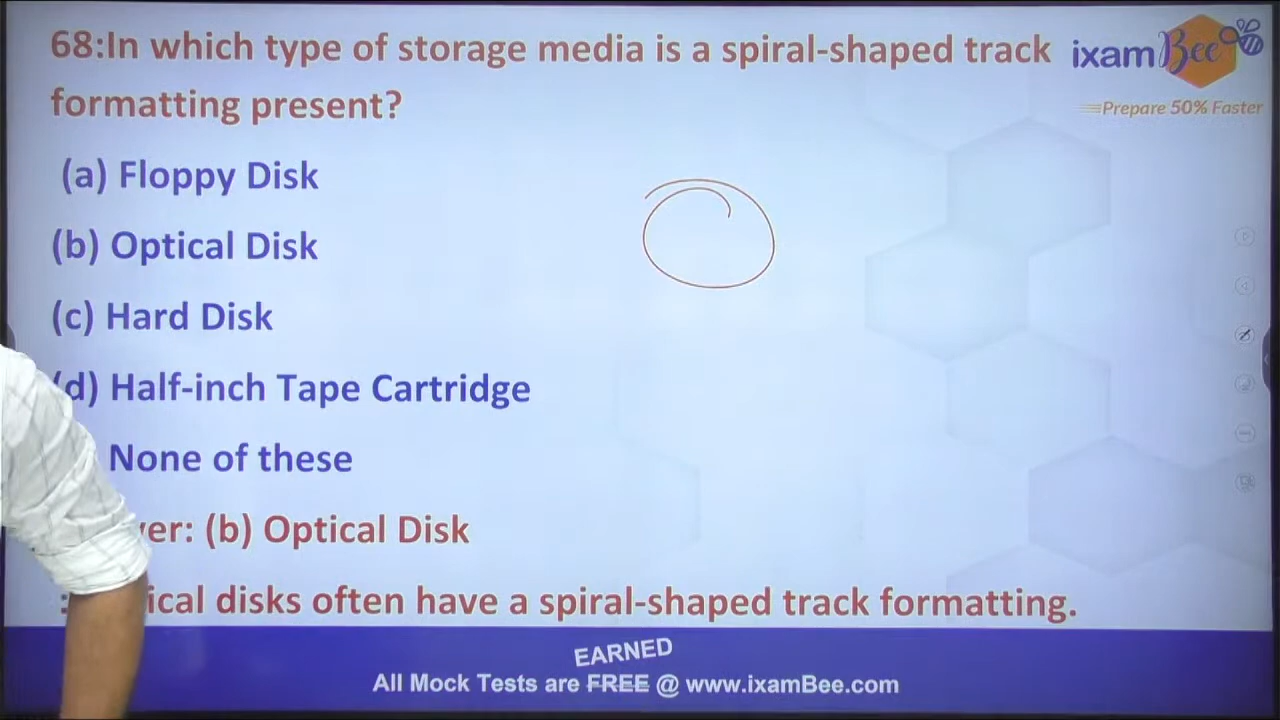 68:In which type of storage media is a spiral-shaped track
formatting present?
ixamBee
Prepare 50% Faster
(a) Floppy Disk
(b) Optical Disk
(c) Hard Disk
(d) Half-inch Tape Cartridge
None of these
(b) Optical Disk
disks often have a spiral-shaped track formatting.
EARNED
All Mock Tests are FREE @ www.ixamBee.com